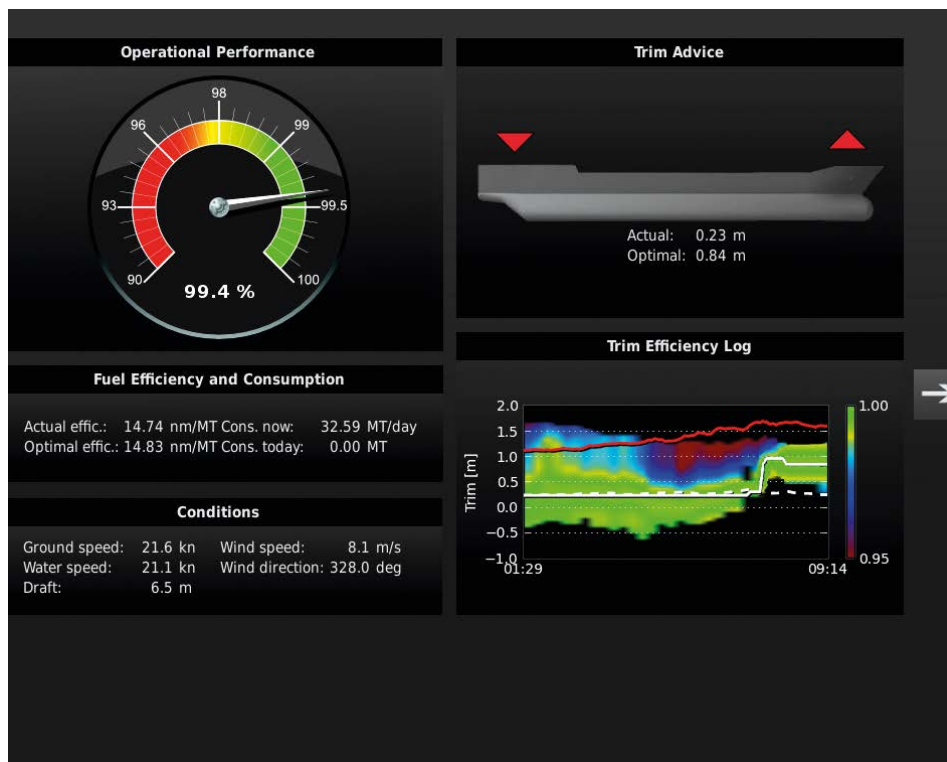 Operational Performance
98
96
99
93
99.5
90
100
99.4 %
Fuel Efficiency and Consumption
Actual effic.: 14.74 nm/MT Cons. now: 32.59 MT/day
Optimal effic.: 14.83 nm/MT Cons. today: 0.00 MT
Conditions
Ground speed: 21.6 kn Wind speed: 8.1 m/s
Water speed: 21.1 kn Wind direction: 328.0 deg
Draft: 6.5 m
Trim Advice
Actual: 0.23 m
Optimal: 0.84 m
Trim Efficiency Log
Trim [m]
2.0
1.5
1.0
0.5
0.0
−0.5
−1.0
01:29
09:14
1.00
0.95